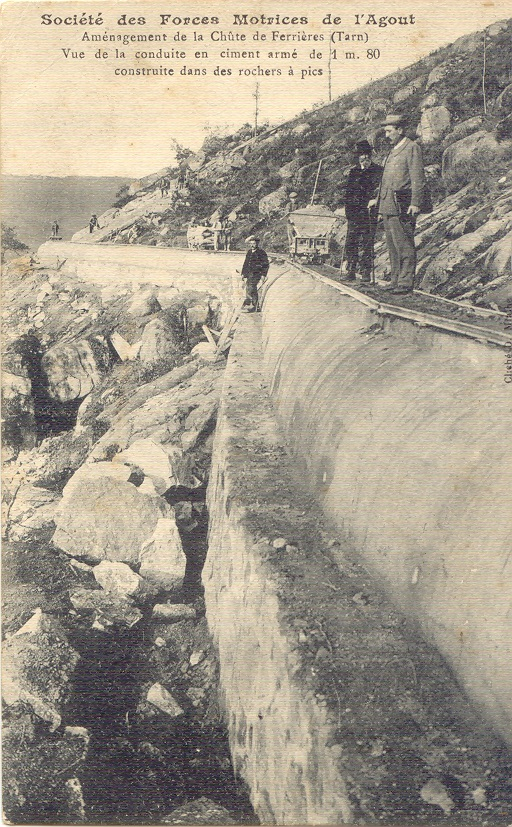 Société des Forces Motrices de l'Agout
Aménagement de la Chûte de Ferrières (Tarn)
Vue de la conduite en ciment armé de 1 m. 80
construite dans des rochers à pics
Cliché D.